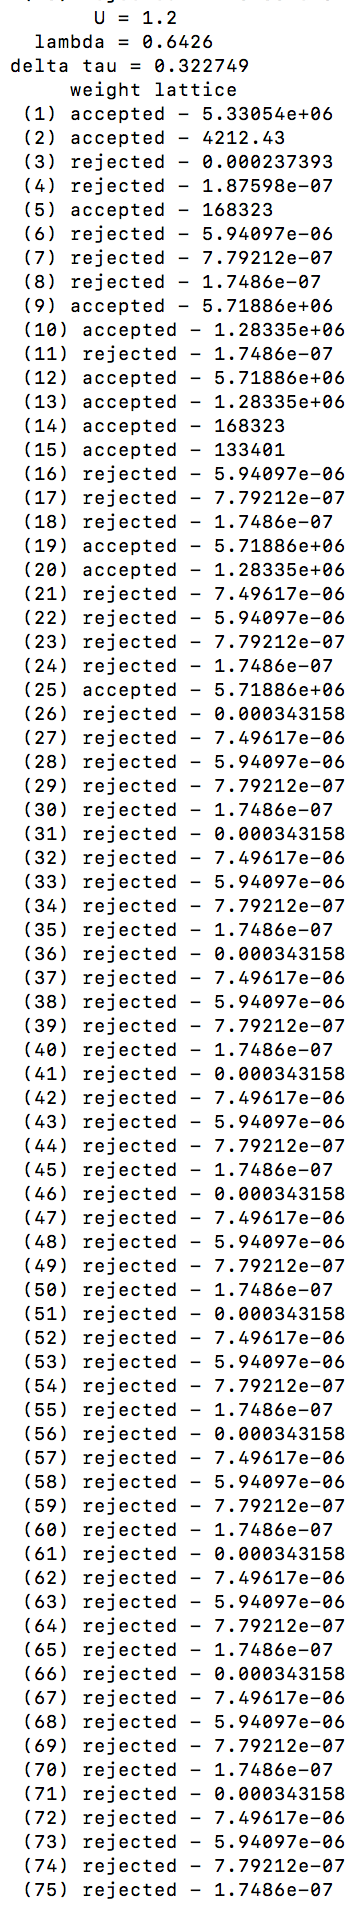 U = 1.2
lambda = 0.6426
delta tau = 0.322749
weight lattice
(1) accepted - 5.33054e+06
(2) accepted - 4212.43
(3) rejected - 0.000237393
(4) rejected - 1.87598e-07
(5) accepted - 168323
(6) rejected - 5.94097e-06
(7) rejected - 7.79212e-07
(8) rejected - 1.7486e-07
(9) accepted - 5.71886e+06
(10) accepted - 1.28335e+06
(11) rejected - 1.7486e-07
(12) accepted - 5.71886e+06
(13) accepted - 1.28335e+06
(14) accepted - 168323
(15) accepted - 133401
(16) rejected - 5.94097e-06
(17) rejected - 7.79212e-07
(18) rejected - 1.7486e-07
(19) accepted - 5.71886e+06
(20) accepted - 1.28335e+06
(21) rejected - 7.49617e-06
(22) rejected - 5.94097e-06
(23) rejected - 7.79212e-07
(24) rejected - 1.7486e-07
(25) accepted - 5.71886e+06
(26) rejected - 0.000343158
(27) rejected - 7.49617e-06
(28) rejected - 5.94097e-06
(29) rejected - 7.79212e-07
(30) rejected - 1.7486e-07
(31) rejected - 0.000343158
(32) rejected - 7.49617e-06
(33) rejected - 5.94097e-06
(34) rejected - 7.79212e-07
(35) rejected - 1.7486e-07
(36) rejected - 0.000343158
(37) rejected - 7.49617e-06
(38) rejected - 5.94097e-06
(39) rejected - 7.79212e-07
(40) rejected - 1.7486e-07
(41) rejected - 0.000343158
(42) rejected - 7.49617e-06
(43) rejected - 5.94097e-06
(44) rejected - 7.79212e-07
(45) rejected - 1.7486e-07
(46) rejected - 0.000343158
(47) rejected - 7.49617e-06
(48) rejected - 5.94097e-06
(49) rejected - 7.79212e-07
(50) rejected - 1.7486e-07
(51) rejected - 0.000343158
(52) rejected - 7.49617e-06
(53) rejected - 5.94097e-06
(54) rejected - 7.79212e-07
(55) rejected - 1.7486e-07
(56) rejected - 0.000343158
(57) rejected - 7.49617e-06
(58) rejected - 5.94097e-06
(59) rejected - 7.79212e-07
(60) rejected - 1.7486e-07
(61) rejected - 0.000343158
(62) rejected - 7.49617e-06
(63) rejected - 5.94097e-06
(64) rejected - 7.79212e-07
(65) rejected - 1.7486e-07
(66) rejected - 0.000343158
(67) rejected - 7.49617e-06
(68) rejected - 5.94097e-06
(69) rejected - 7.79212e-07
(70) rejected - 1.7486e-07
(71) rejected - 0.000343158
(72) rejected - 7.49617e-06
(73) rejected - 5.94097e-06
(74) rejected - 7.79212e-07
(75) rejected - 1.7486e-07